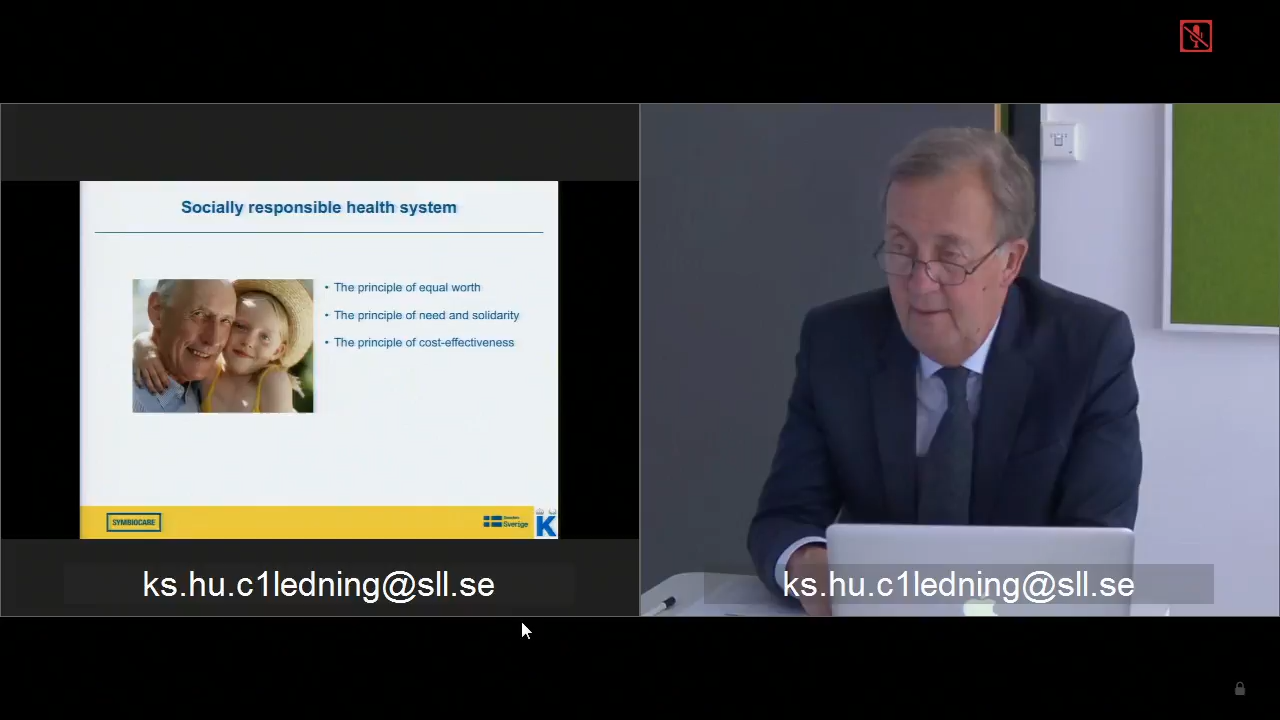 Socially responsible health system
• The principle of equal worth
• The principle of need and solidarity
• The principle of cost-effectiveness
SYMBIOCARE
Sweden
Sverige
K
ks.hu.c1ledning@sll.se
ks.hu.c1ledning@sll.se